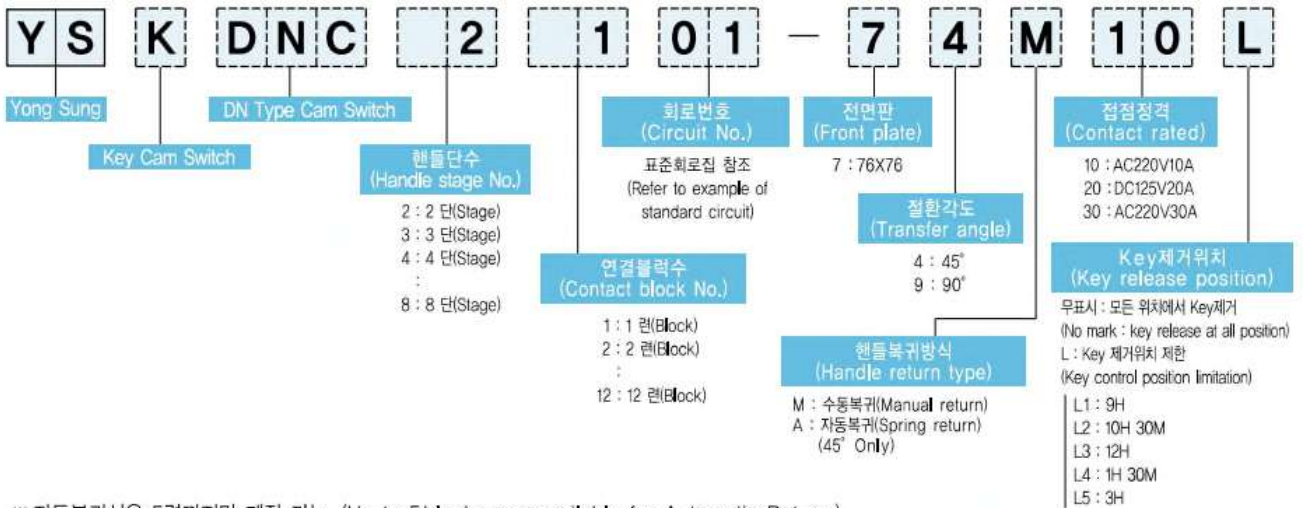 YS K DNC 2 1 01 — 7 4 M 10 L
Yong Sung
Key Cam Switch
DN Type Cam Switch
핸들단수
(Handle stage No.)
2 : 2 단(Stage)
3 : 3 단(Stage)
4 : 4 단(Stage)
:
8 : 8 단(Stage)
연결블럭수
(Contact block No.)
1 : 1 련(Block)
2 : 2 련(Block)
:
12 : 12 련(Block)
회로번호
(Circuit No.)
표준회로집 참조
(Refer to example of
standard circuit)
전면판
(Front plate)
7 : 76X76
절환각도
(Transfer angle)
4 : 45°
9 : 90°
핸들복귀방식
(Handle return type)
M : 수동복귀(Manual return)
A : 자동복귀(Spring return)
(45° Only)
접점정격
(Contact rated)
10 : AC220V10A
20 : DC125V20A
30 : AC220V30A
Key제거위치
(Key release position)
무표시 : 모든 위치에서 Key제거
(No mark : key release at all position)
L : Key 제거위치 제한
(Key control position limitation)
L1 : 9H
L2 : 10H 30M
L3 : 12H
L4 : 1H 30M
L5 : 3H